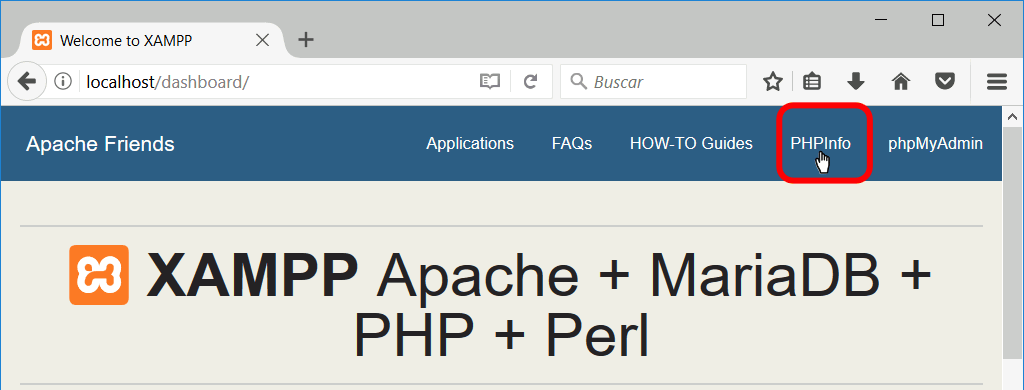 Welcome to XAMPP
localhost/dashboard/
Buscar
Apache Friends
Applications
FAQs
HOW-TO Guides
PHPInfo
phpMyAdmin
XAMPP Apache + MariaDB +
PHP + Perl